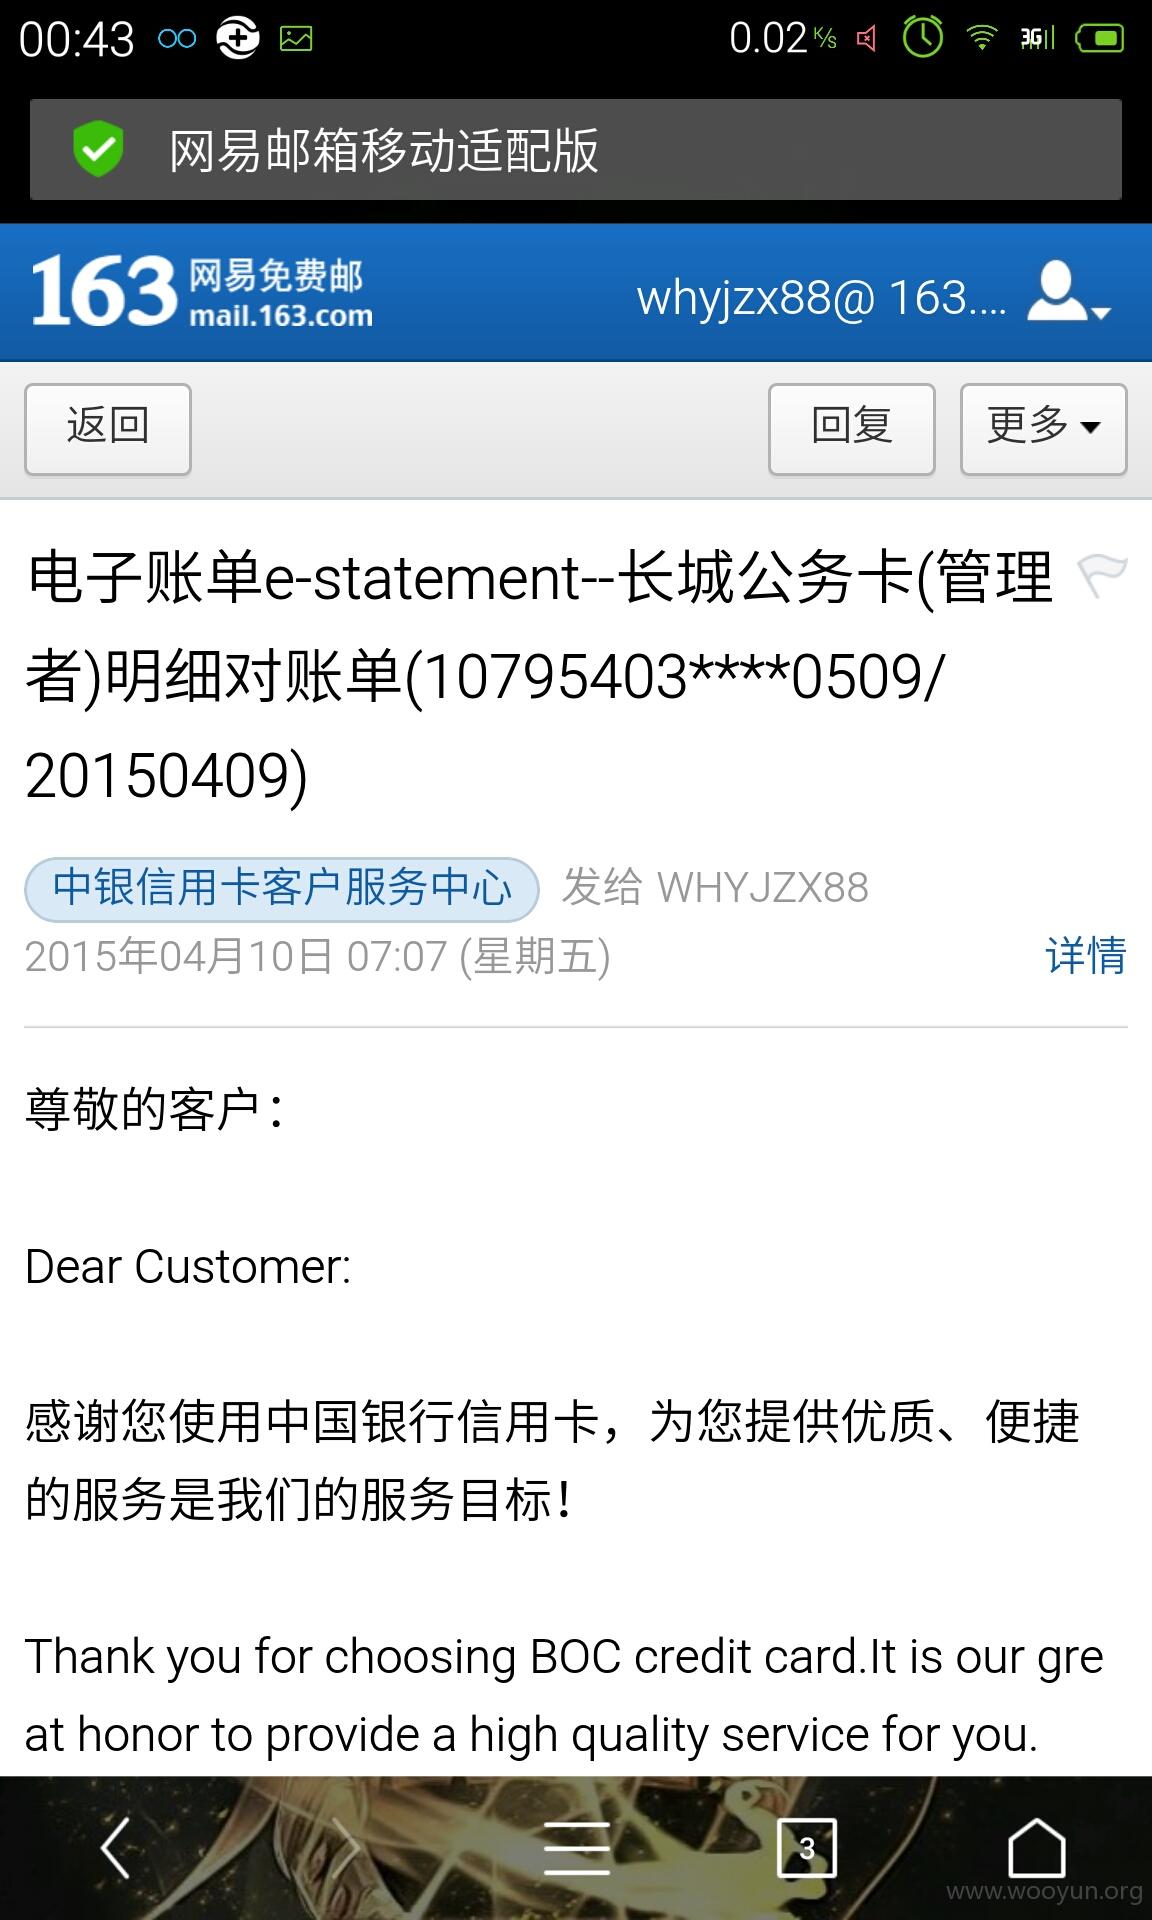 00:43
0.02 K/s
3G
网易邮箱移动适配版
163 网易免费邮
mail.163.com
whyjzx88@ 163....
返回
回复
更多
电子账单e-statement--长城公务卡(管理
者)明细对账单(10795403****0509/
20150409)
中银信用卡客户服务中心 发给 WHYJZX88
2015年04月10日 07:07 (星期五)
详情
尊敬的客户：
Dear Customer:
感谢您使用中国银行信用卡，为您提供优质、便捷
的服务是我们的服务目标！
Thank you for choosing BOC credit card.It is our gre
at honor to provide a high quality service for you.
3
www.wooyun.org